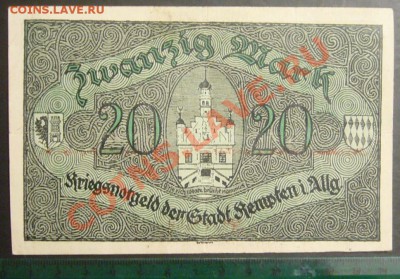 COINS.LAVE.RU
Zwanzig Mark
20 20
COINS.LAVE.RU
Kriegsnotgeld der Stadt Kempten i. Allg